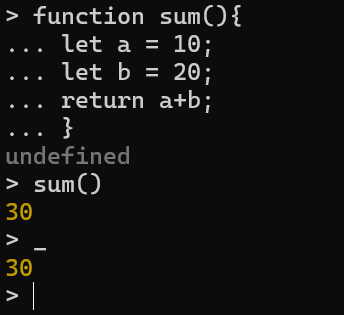 > function sum(){
... let a = 10;
... let b = 20;
... return a+b;
... }
undefined
> sum()
30
> _
30
>